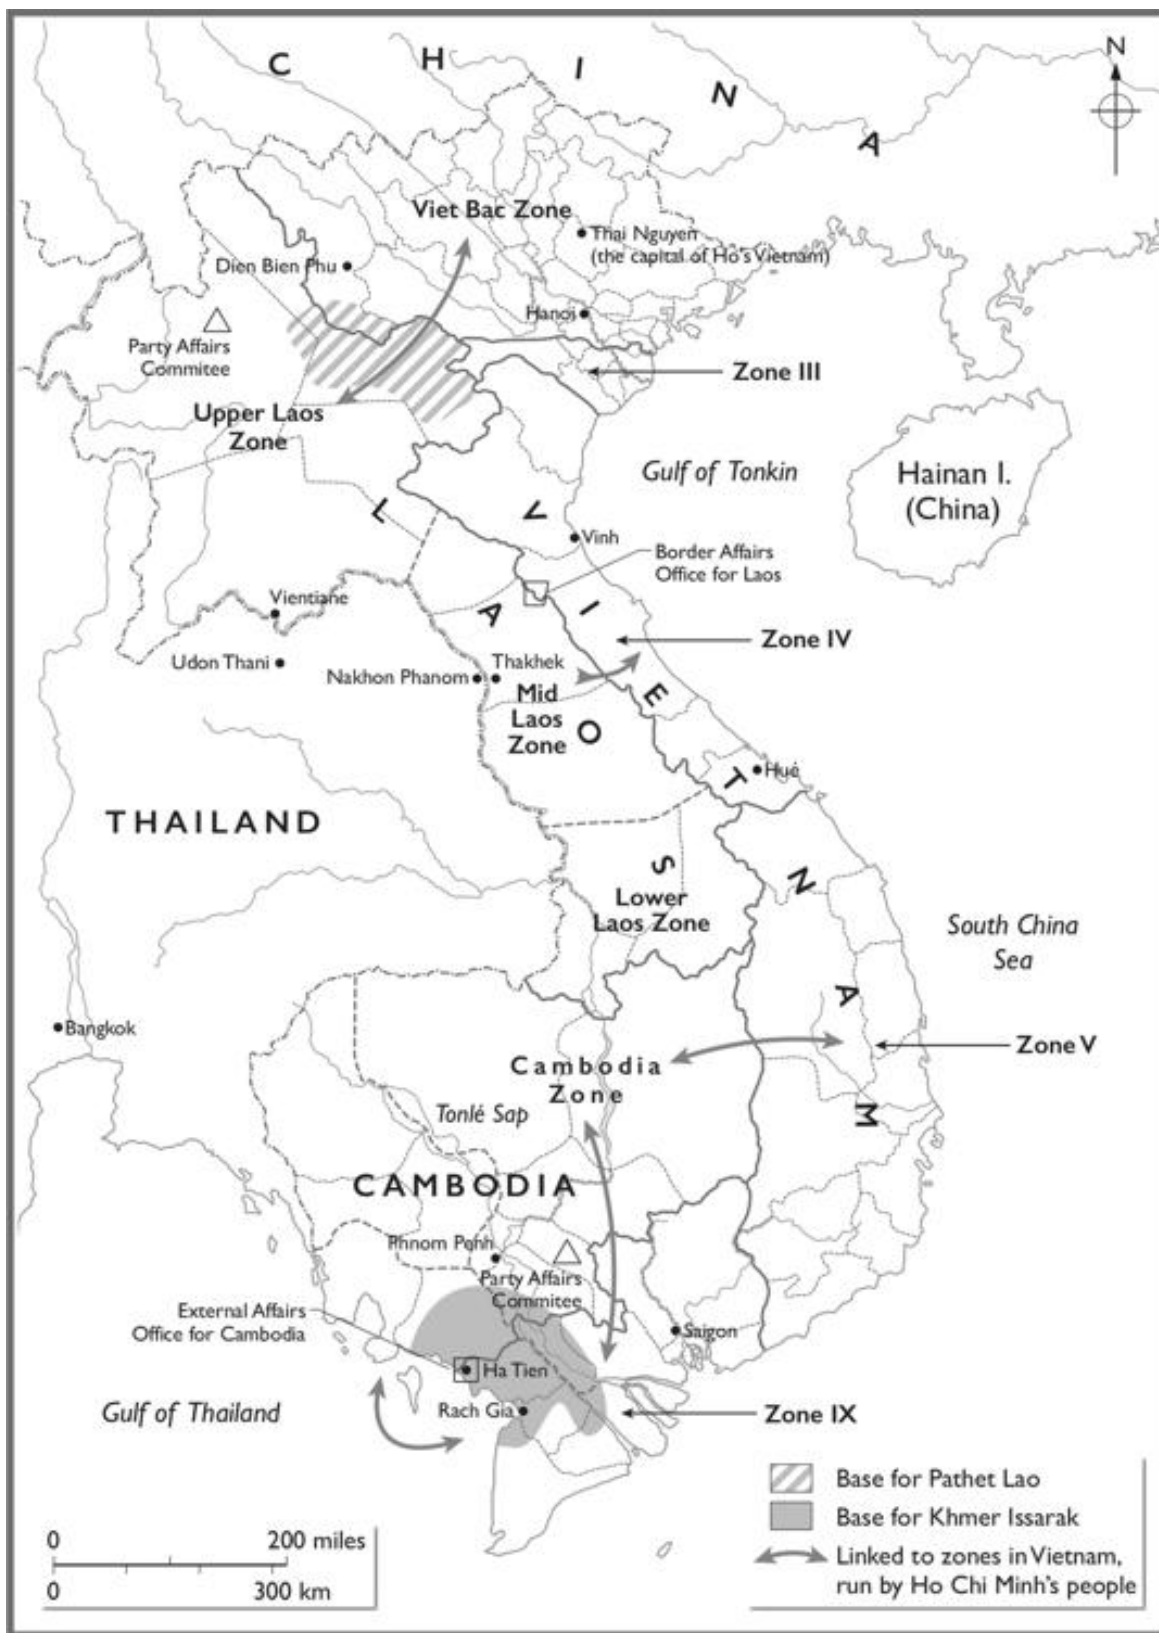 C H I N A
N
Viet Bac Zone
Thai Nguyen
(the capital of Ho's Vietnam)
Dien Bien Phu
Hanoi
Party Affairs
Commitee
Zone III
Upper Laos
Zone
Gulf of Tonkin
Hainan I.
(China)
L A O S
V I E T N A M
Vinh
Border Affairs
Office for Laos
Vientiane
Zone IV
Udon Thani
Nakhon Phanom
Thakhek
Mid
Laos
Zone
Hué
THAILAND
Lower
Laos Zone
South China
Sea
Bangkok
Zone V
Cambodia
Zone
Tonlé Sap
CAMBODIA
Phnom Penh
Party Affairs
Commitee
External Affairs
Office for Cambodia
Saigon
Ha Tien
Gulf of Thailand
Rach Gia
Zone IX
Base for Pathet Lao
Base for Khmer Issarak
Linked to zones in Vietnam,
run by Ho Chi Minh's people
0 200 miles
0 300 km